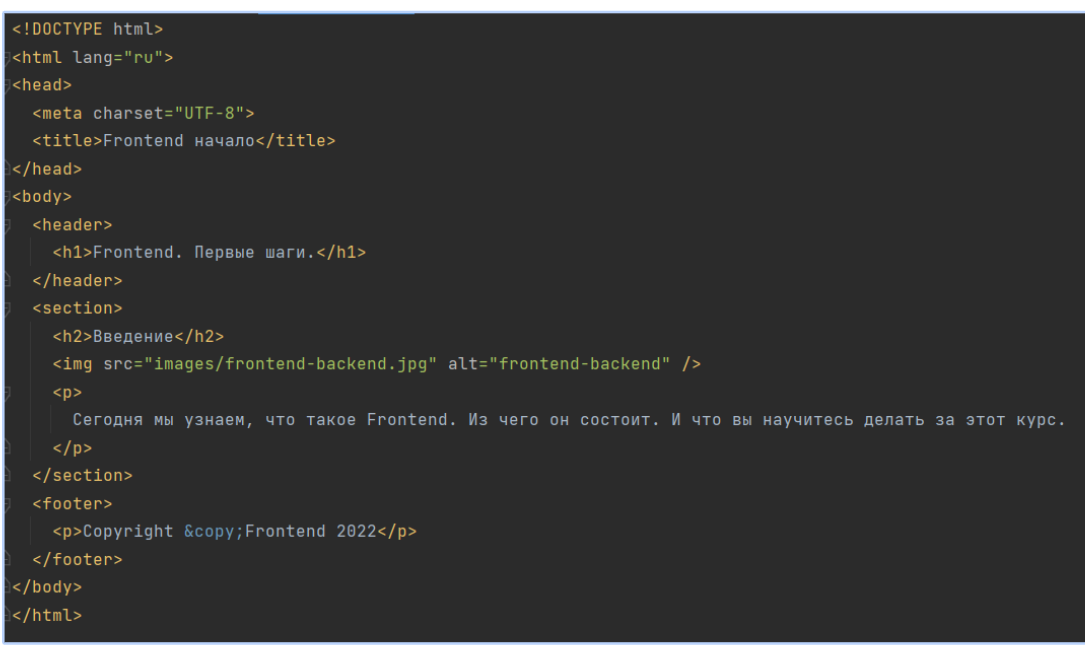 <!DOCTYPE html>
<html lang="ru">
<head>
<meta charset="UTF-8">
<title>Frontend начало</title>
</head>
<body>
<header>
<h1>Frontend. Первые шаги.</h1>
</header>
<section>
<h2>Введение</h2>
<img src="images/frontend-backend.jpg" alt="frontend-backend" />
<p>
Сегодня мы узнаем, что такое Frontend. Из чего он состоит. И что вы научитесь делать за этот курс.
</p>
</section>
<footer>
<p>Copyright &copy;Frontend 2022</p>
</footer>
</body>
</html>